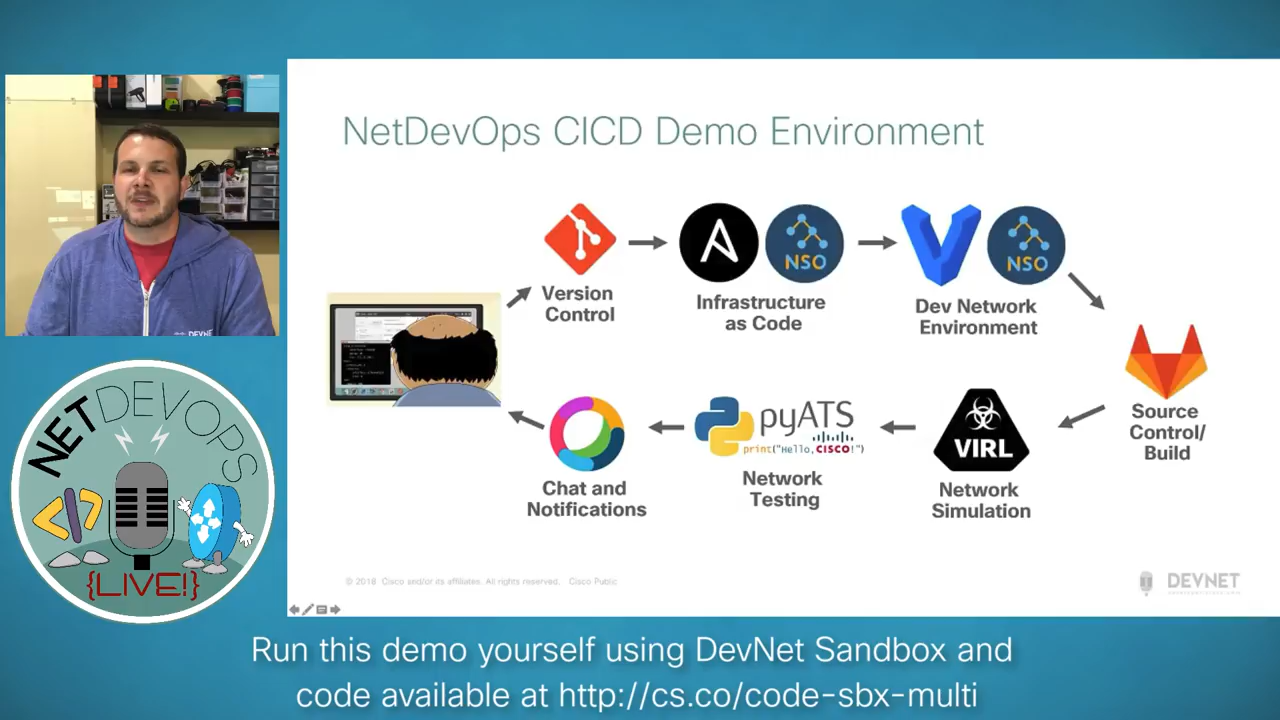 NetDevOps CICD Demo Environment
Version
Control
NSO
Infrastructure
as Code
NSO
Dev Network
Environment
Source
Control/
Build
VIRL
Network
Simulation
pyATS
print("Hello, CISCO!")
Network
Testing
Chat and
Notifications
DEVNET
NETDEVOPS
{LIVE!}
© 2018 Cisco and/or its affiliates. All rights reserved. Cisco Public
DEVNET
Run this demo yourself using DevNet Sandbox and
code available at http://cs.co/code-sbx-multi